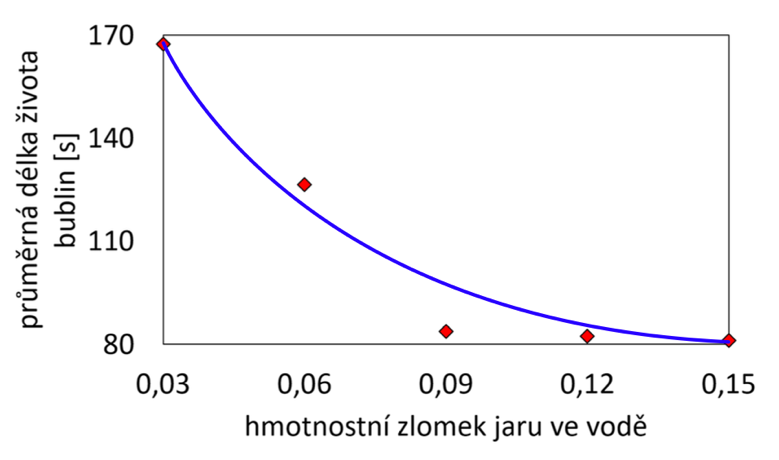 průměrná délka života
bublin [s]
170
140
110
80
0,03 0,06 0,09 0,12 0,15
hmotnostní zlomek jaru ve vodě